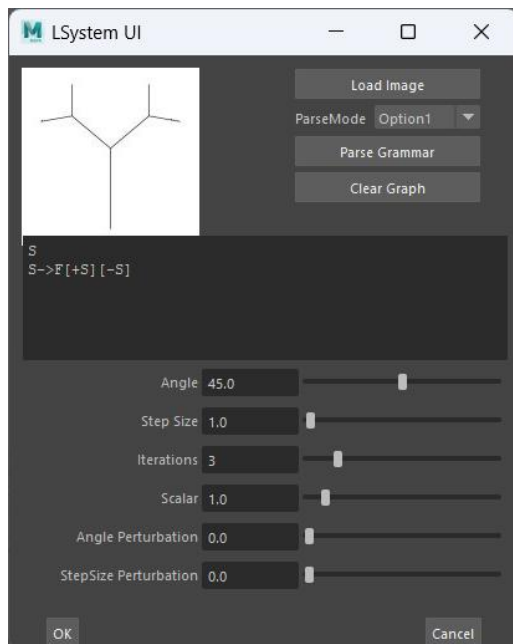 LSystem UI
Load Image
ParseMode Option1
Parse Grammar
Clear Graph
S
S->F[+S][-S]
Angle 45.0
Step Size 1.0
Iterations 3
Scalar 1.0
Angle Perturbation 0.0
StepSize Perturbation 0.0
OK Cancel